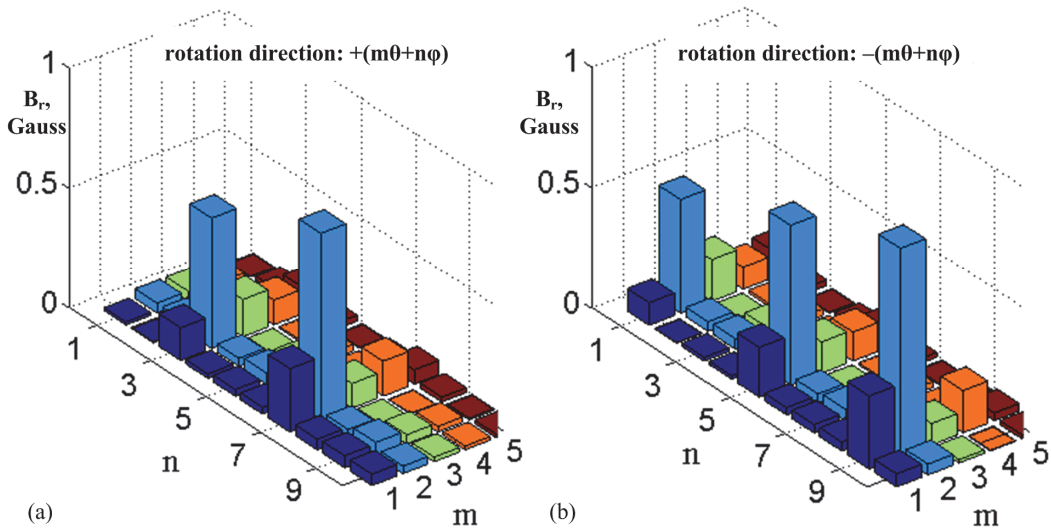 rotation direction: +(mθ+nφ)
1
Bᵣ,
Gauss
0.5
0
1
3
5
7
9
n
1
2
3
4
5
m
(a)
rotation direction: –(mθ+nφ)
1
Bᵣ,
Gauss
0.5
0
1
3
5
7
9
n
1
2
3
4
5
m
(b)